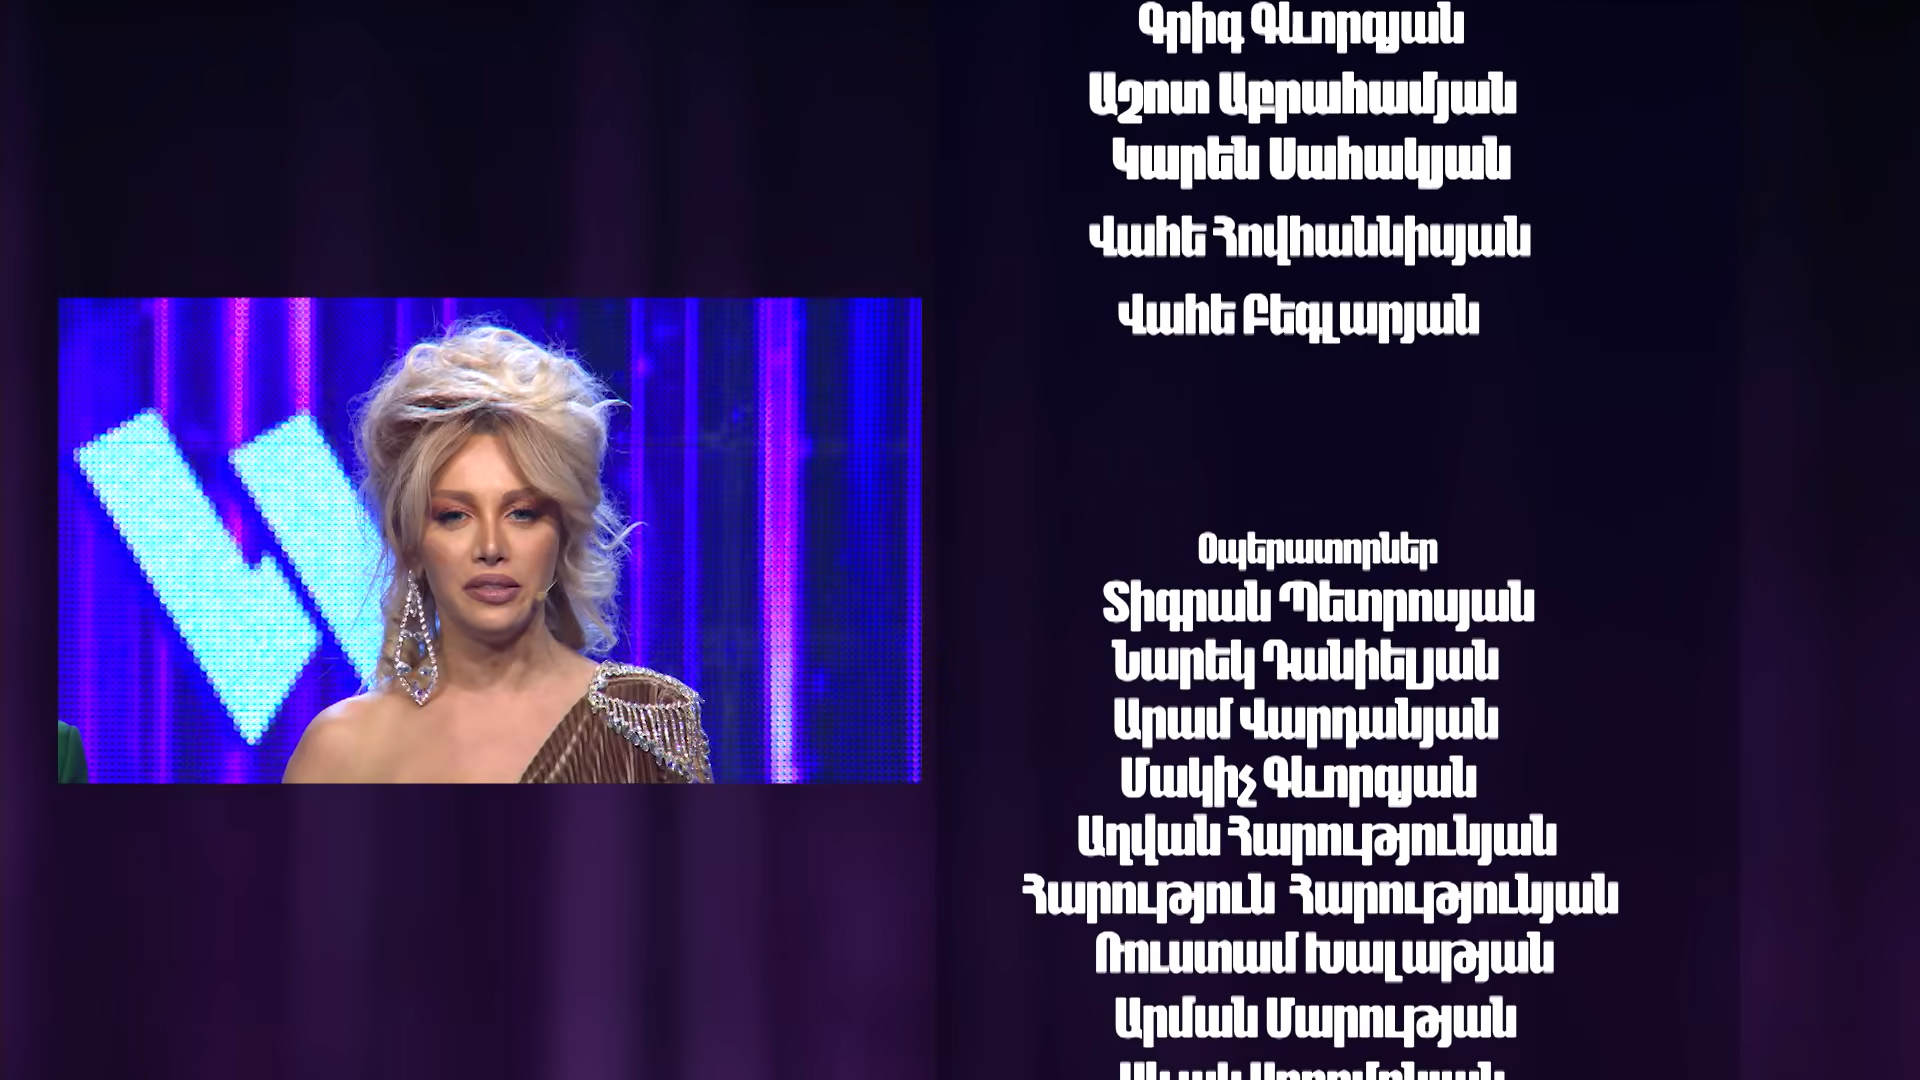 Գրիգ Գևորգյան
Աշոտ Աբրահամյան
Կարեն Սահակյան
Վահե Հովհաննիսյան
Վահե Բեգլարյան
Օպերատորներ
Տիգրան Պետրոսյան
Նարեկ Դանիելյան
Արամ Վարդանյան
Մակիչ Գևորգյան
Աղվան Հարությունյան
Հարություն Հարությունյան
Ռուստամ Խալաթյան
Արման Մարության